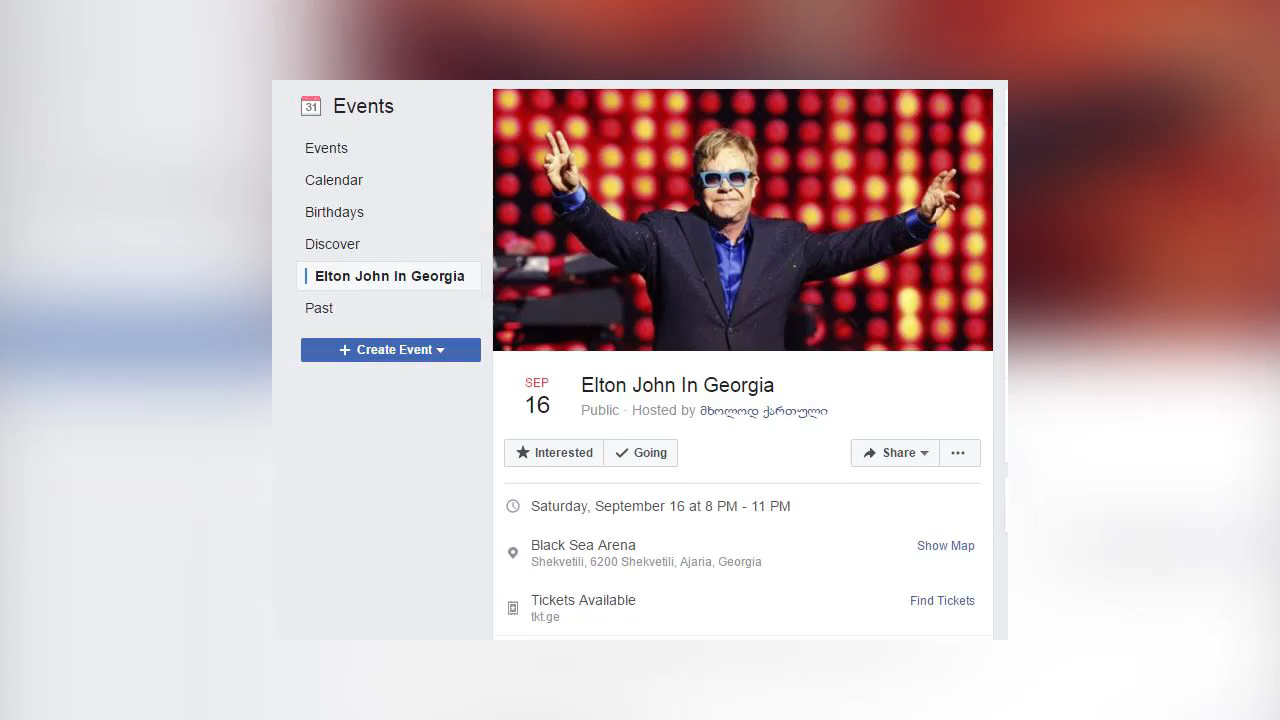 31 Events
Events
Calendar
Birthdays
Discover
Elton John In Georgia
Past
+ Create Event
SEP
16
Elton John In Georgia
Public · Hosted by მხოლოდ ქართული
Interested
Going
Share
Saturday, September 16 at 8 PM - 11 PM
Black Sea Arena
Show Map
Shekvetili, 6200 Shekvetili, Ajaria, Georgia
Tickets Available
Find Tickets
tkt.ge